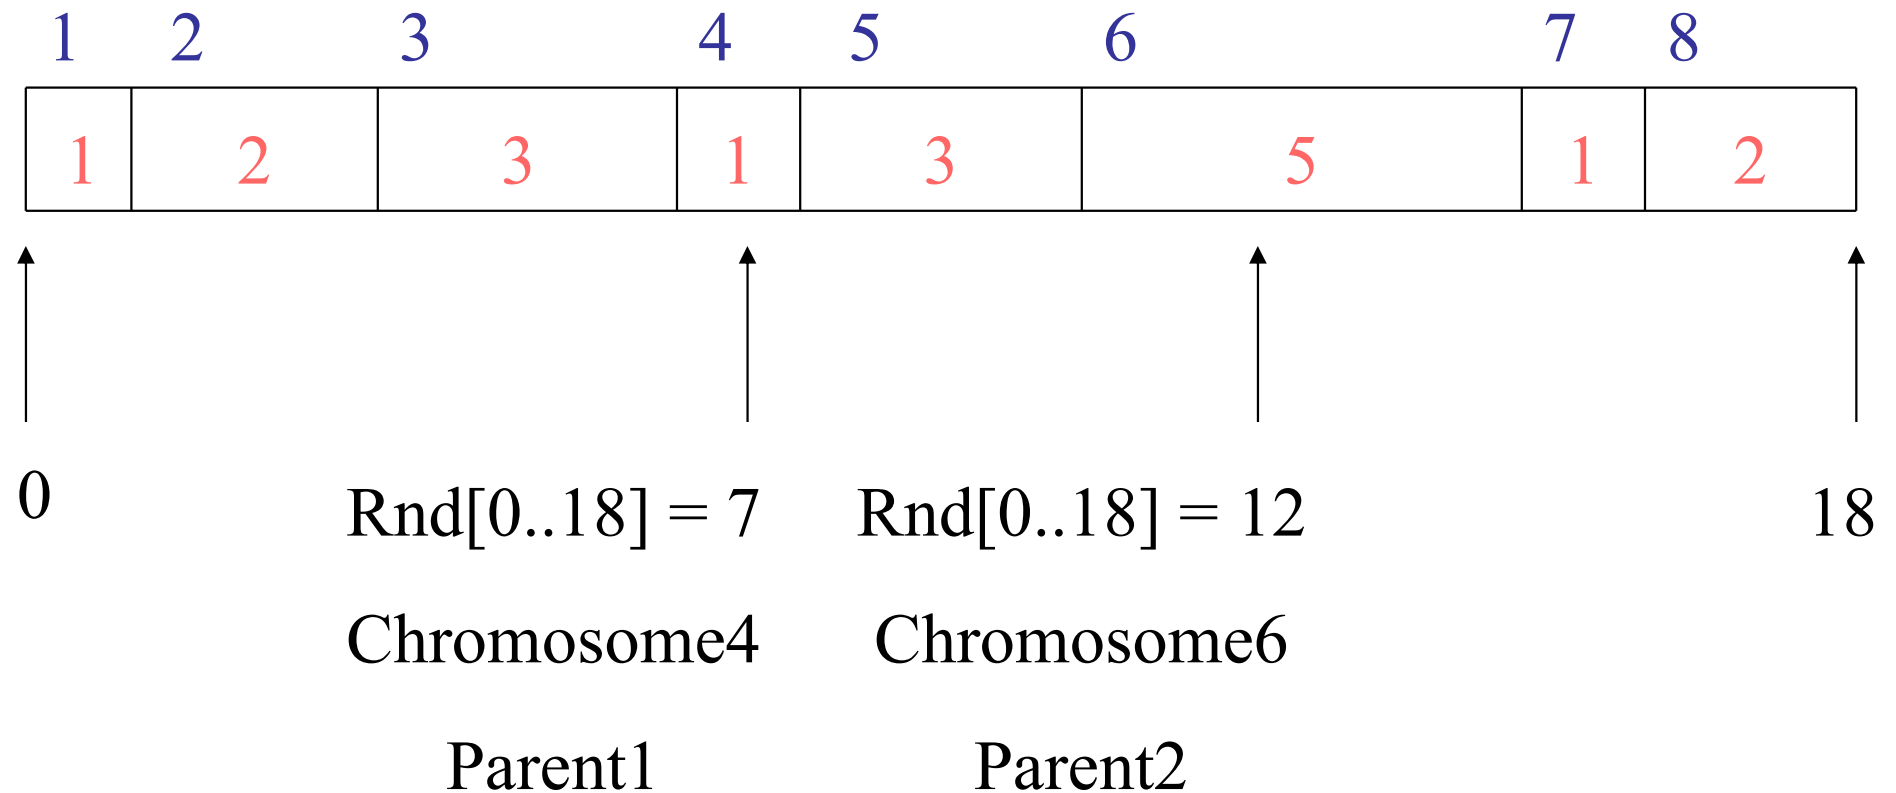 1 2 3 4 5 6 7 8
1 2 3 1 3 5 1 2
0 Rnd[0..18] = 7 Rnd[0..18] = 12 18
Chromosome4 Chromosome6
Parent1 Parent2